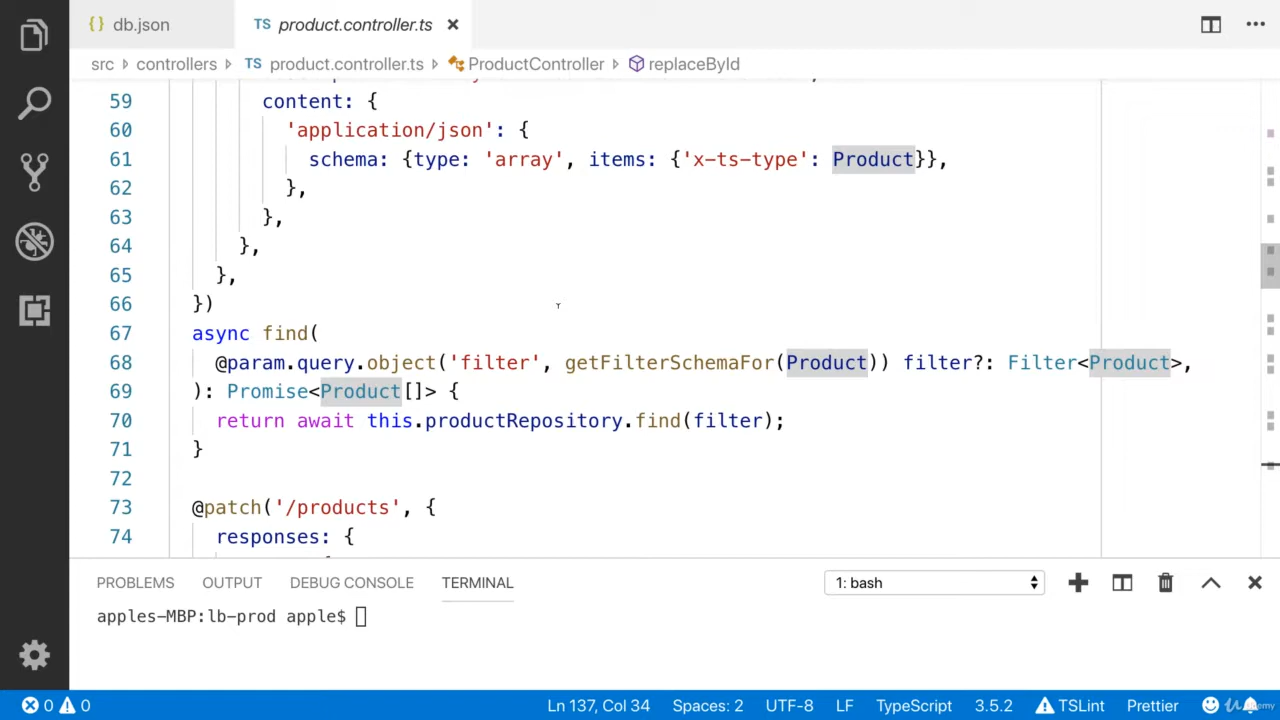 {} db.json TS product.controller.ts
src controllers TS product.controller.ts ProductController replaceById
59 content: {
60 'application/json': {
61 schema: {type: 'array', items: {'x-ts-type': Product}},
62 },
63 },
64 },
65 },
66 })
67 async find(
68 @param.query.object('filter', getFilterSchemaFor(Product)) filter?: Filter<Product>,
69 ): Promise<Product[]> {
70 return await this.productRepository.find(filter);
71 }
72
73 @patch('/products', {
74 responses: {
PROBLEMS OUTPUT DEBUG CONSOLE TERMINAL 1: bash
apples-MBP:lb-prod apple$
0 0 Ln 137, Col 34 Spaces: 2 UTF-8 LF TypeScript 3.5.2 TSLint Prettier